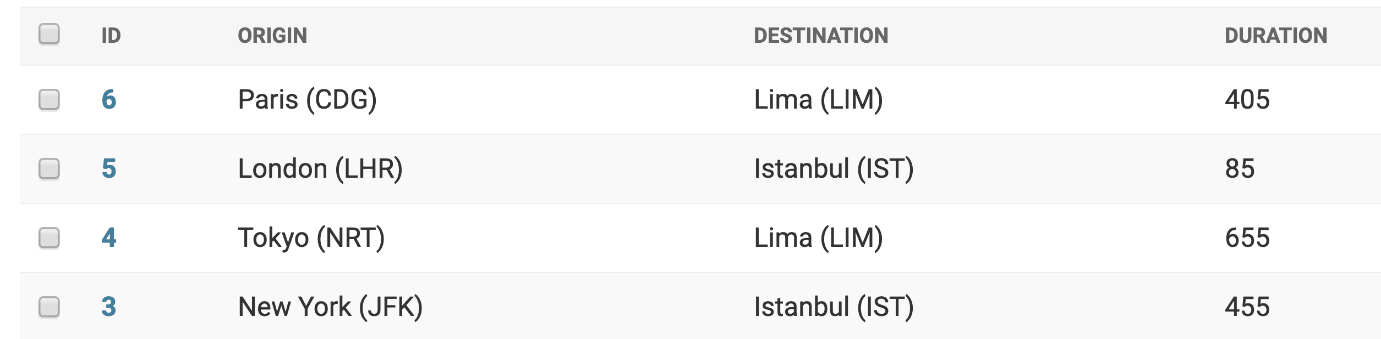 ID ORIGIN DESTINATION DURATION
6 Paris (CDG) Lima (LIM) 405
5 London (LHR) Istanbul (IST) 85
4 Tokyo (NRT) Lima (LIM) 655
3 New York (JFK) Istanbul (IST) 455